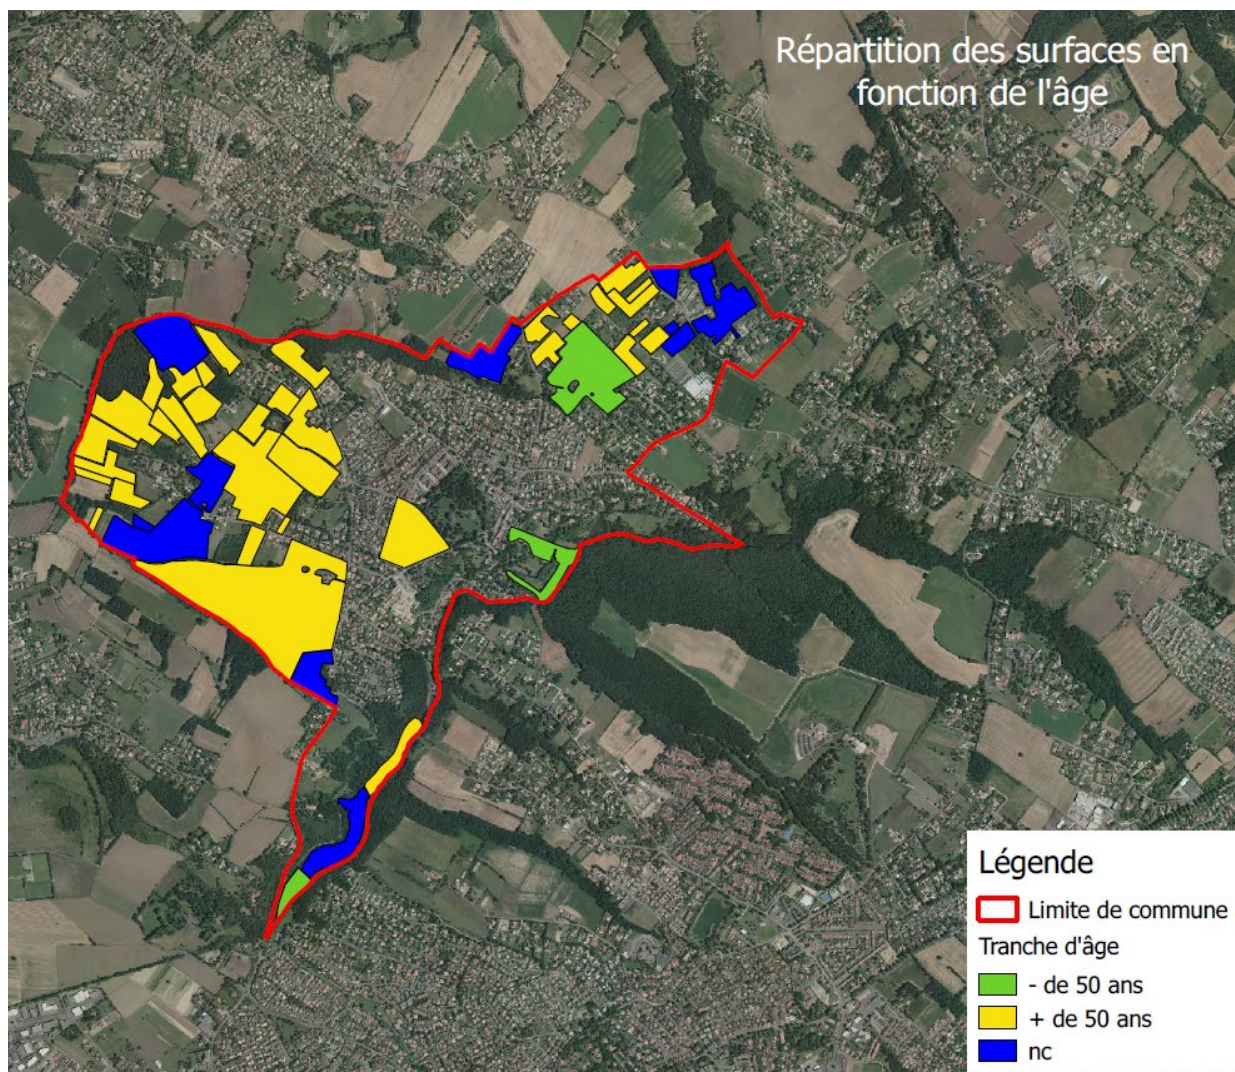 Répartition des surfaces en
fonction de l'âge
Légende
Limite de commune
Tranche d'âge
- de 50 ans
+ de 50 ans
nc